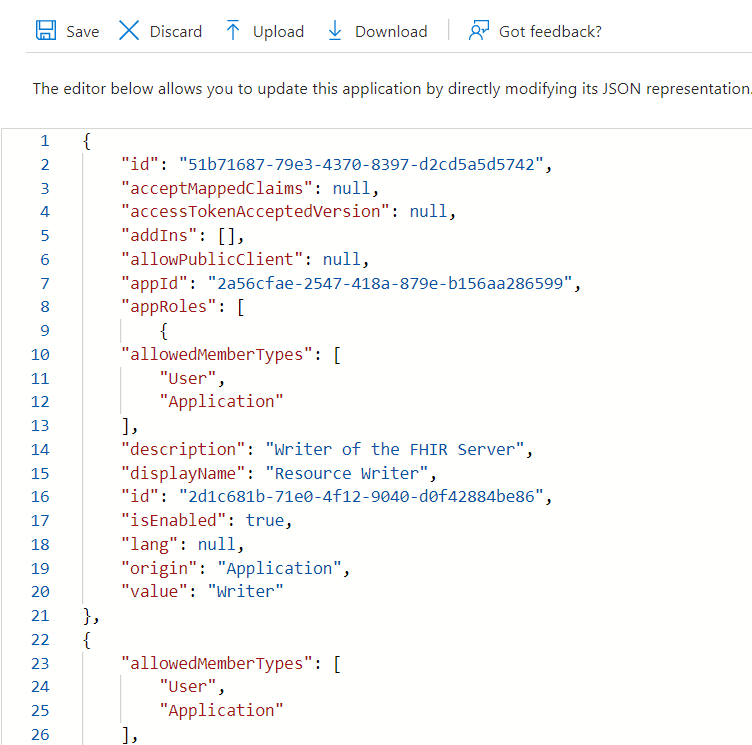 Save Discard Upload Download Got feedback?
The editor below allows you to update this application by directly modifying its JSON representation.
1 {
2 "id": "51b71687-79e3-4370-8397-d2cd5a5d5742",
3 "acceptMappedClaims": null,
4 "accessTokenAcceptedVersion": null,
5 "addIns": [],
6 "allowPublicClient": null,
7 "appId": "2a56cfae-2547-418a-879e-b156aa286599",
8 "appRoles": [
9 {
10 "allowedMemberTypes": [
11 "User",
12 "Application"
13 ],
14 "description": "Writer of the FHIR Server",
15 "displayName": "Resource Writer",
16 "id": "2d1c681b-71e0-4f12-9040-d0f42884be86",
17 "isEnabled": true,
18 "lang": null,
19 "origin": "Application",
20 "value": "Writer"
21 },
22 {
23 "allowedMemberTypes": [
24 "User",
25 "Application"
26 ],